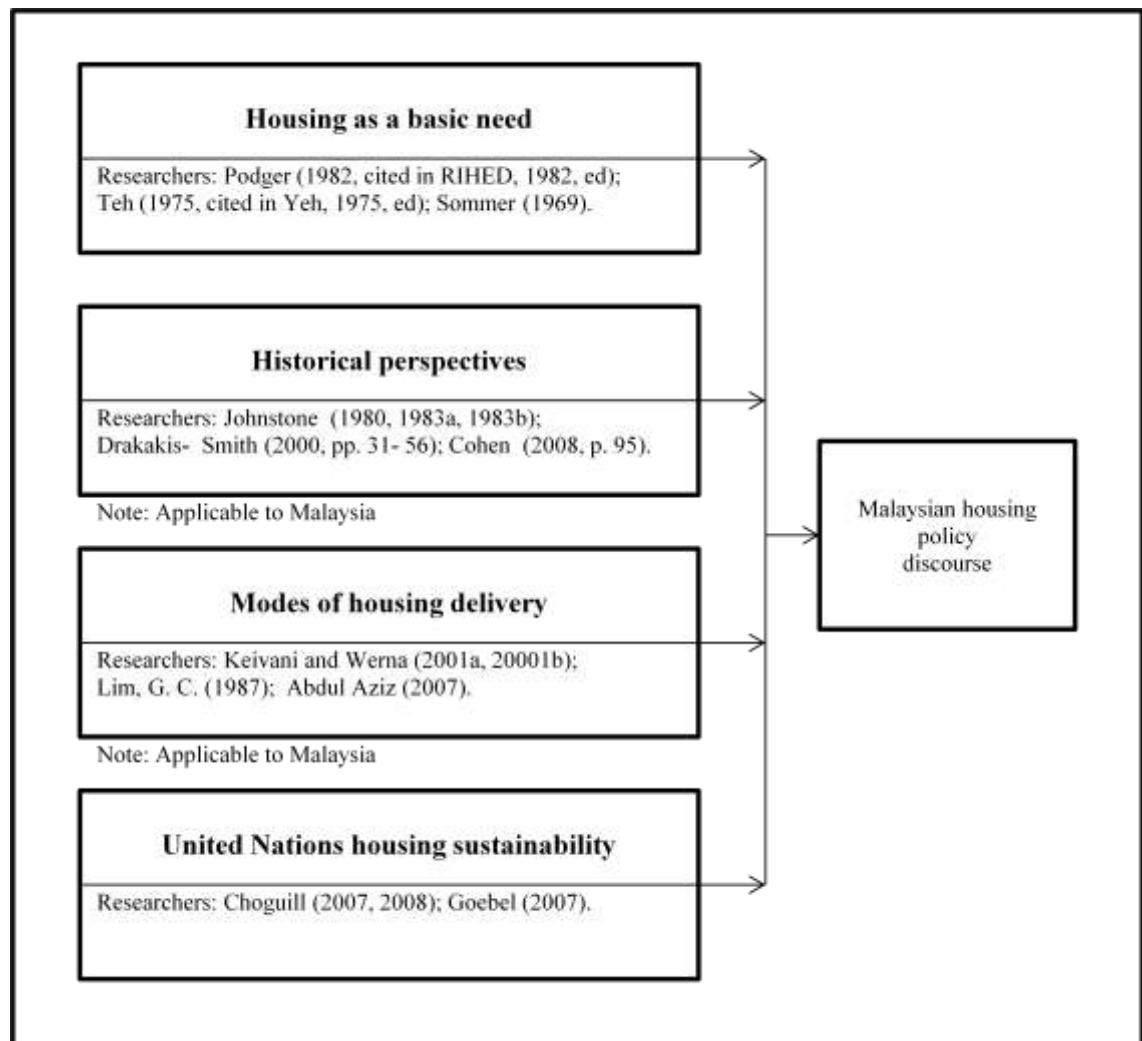 Housing as a basic need
Researchers: Podger (1982, cited in RIHED, 1982, ed);
Teh (1975, cited in Yeh, 1975, ed); Sommer (1969).
Historical perspectives
Researchers: Johnstone (1980, 1983a, 1983b);
Drakakis- Smith (2000, pp. 31- 56); Cohen (2008, p. 95).
Note: Applicable to Malaysia
Modes of housing delivery
Researchers: Keivani and Werna (2001a, 20001b);
Lim, G. C. (1987); Abdul Aziz (2007).
Note: Applicable to Malaysia
United Nations housing sustainability
Researchers: Choguill (2007, 2008); Goebel (2007).
Malaysian housing
policy
discourse